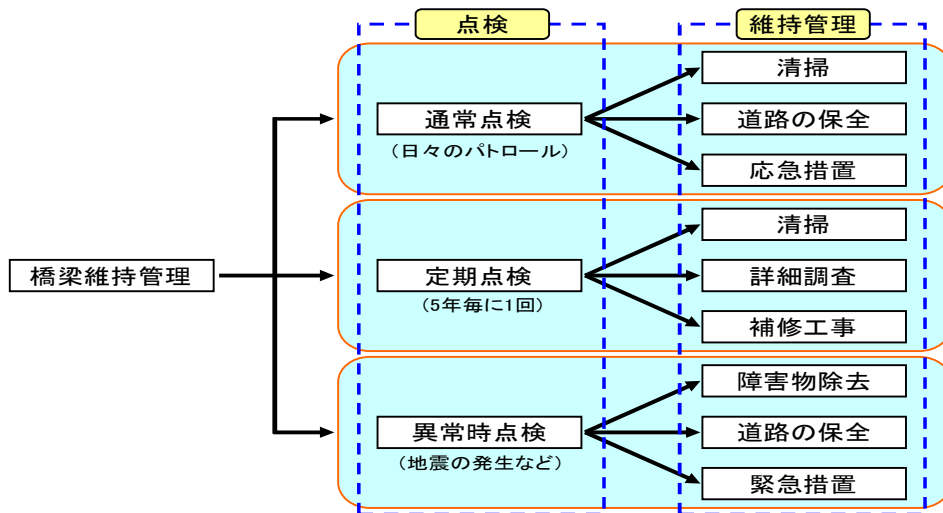 点検
維持管理
橋梁維持管理
通常点検
(日々のパトロール)
清掃
道路の保全
応急措置
定期点検
(5年毎に1回)
清掃
詳細調査
補修工事
異常時点検
(地震の発生など)
障害物除去
道路の保全
緊急措置